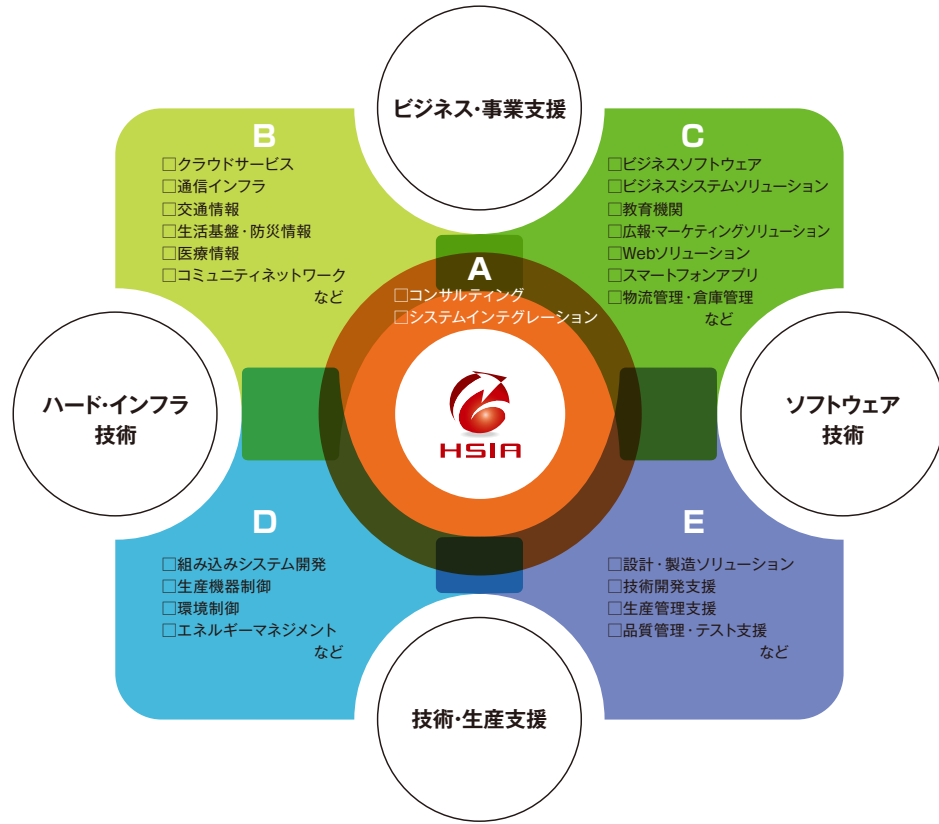 ビジネス・事業支援
B
□クラウドサービス
□通信インフラ
□交通情報
□生活基盤・防災情報
□医療情報
□コミュニティネットワーク
など
C
□ビジネスソフトウェア
□ビジネスシステムソリューション
□教育機関
□広報・マーケティングソリューション
□Webソリューション
□スマートフォンアプリ
□物流管理・倉庫管理
など
A
□コンサルティング
□システムインテグレーション
ハード・インフラ
技術
HSIA
ソフトウェア
技術
D
□組み込みシステム開発
□生産機器制御
□環境制御
□エネルギーマネジメント
など
E
□設計・製造ソリューション
□技術開発支援
□生産管理支援
□品質管理・テスト支援
など
技術・生産支援